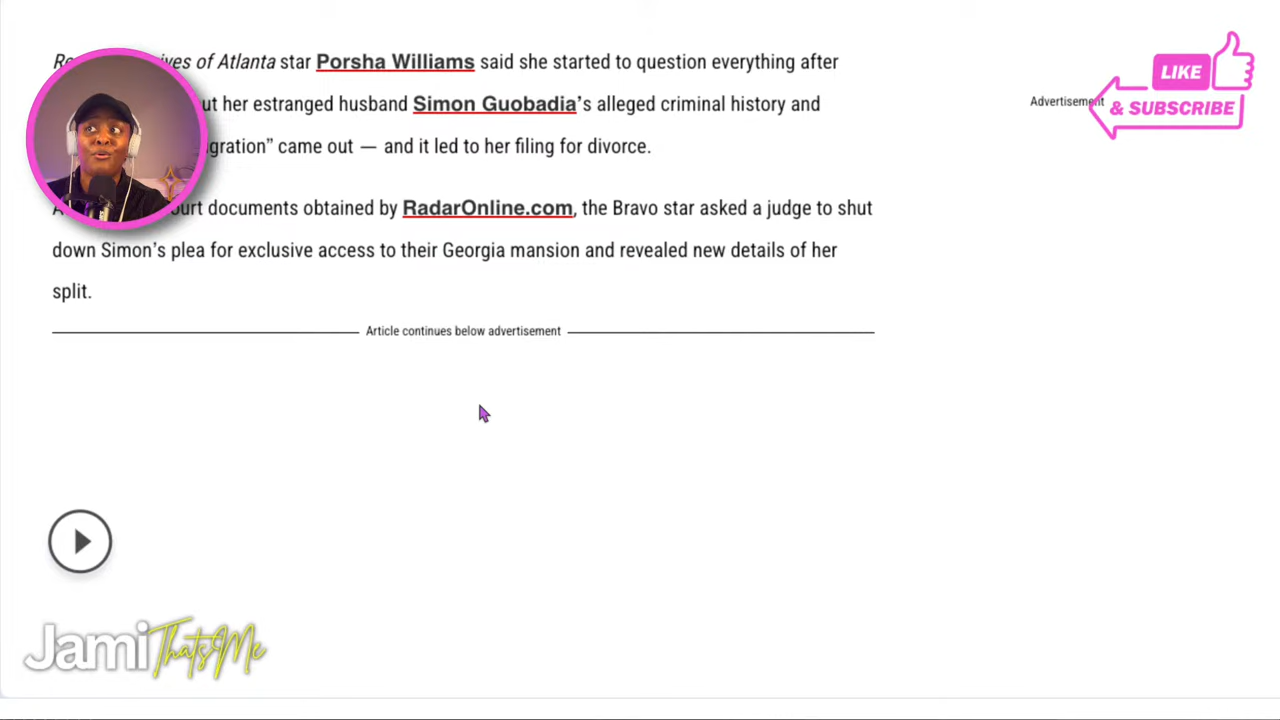 ives of Atlanta star Porsha Williams said she started to question everything after
ut her estranged husband Simon Guobadia’s alleged criminal history and
gration” came out — and it led to her filing for divorce.
court documents obtained by RadarOnline.com, the Bravo star asked a judge to shut
down Simon’s plea for exclusive access to their Georgia mansion and revealed new details of her
split.
Article continues below advertisement
Advertisement
LIKE
& SUBSCRIBE
Jami ThatsMe